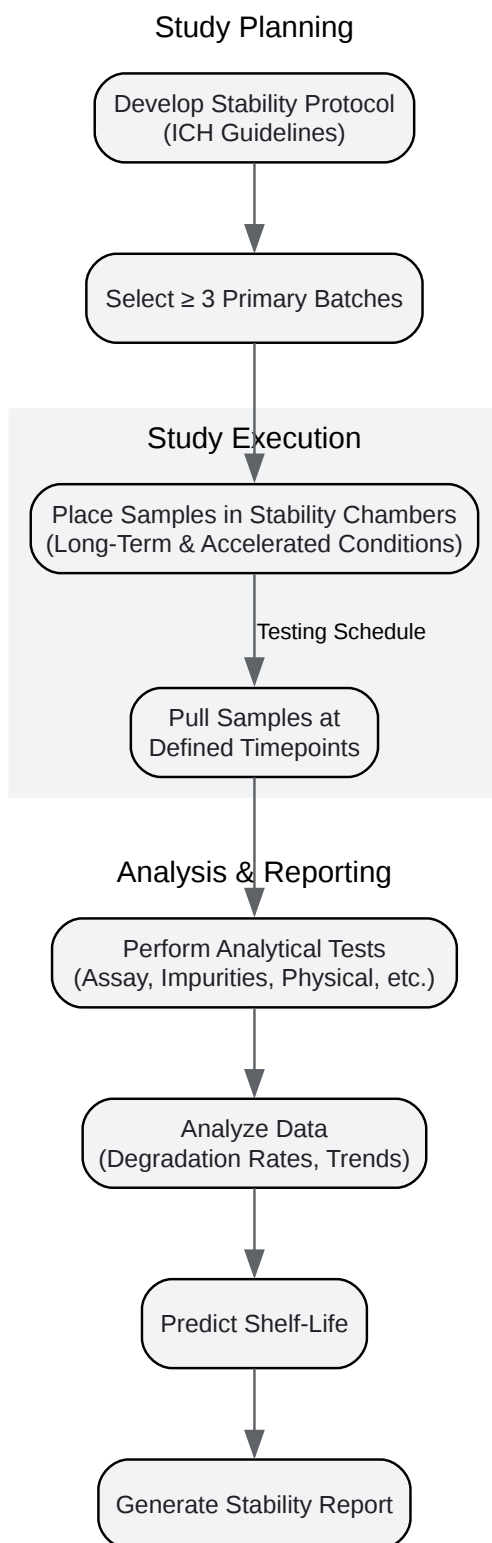 Study Planning
Develop Stability Protocol
(ICH Guidelines)
Select ≥ 3 Primary Batches
Study Execution
Place Samples in Stability Chambers
(Long-Term & Accelerated Conditions)
Testing Schedule
Pull Samples at
Defined Timepoints
Analysis & Reporting
Perform Analytical Tests
(Assay, Impurities, Physical, etc.)
Analyze Data
(Degradation Rates, Trends)
Predict Shelf-Life
Generate Stability Report